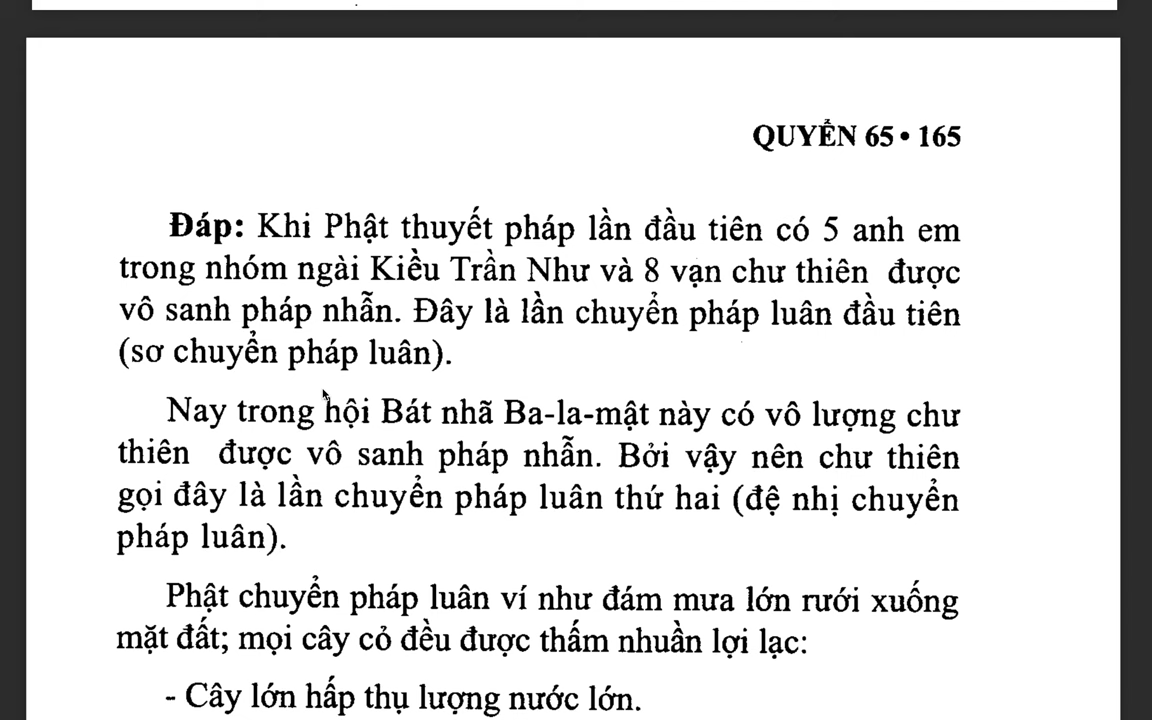 QUYỂN 65 • 165
Đáp: Khi Phật thuyết pháp lần đầu tiên có 5 anh em
trong nhóm ngài Kiều Trần Như và 8 vạn chư thiên được
vô sanh pháp nhẫn. Đây là lần chuyển pháp luân đầu tiên
(sơ chuyển pháp luân).
Nay trong hội Bát nhã Ba-la-mật này có vô lượng chư
thiên được vô sanh pháp nhẫn. Bởi vậy nên chư thiên
gọi đây là lần chuyển pháp luân thứ hai (đệ nhị chuyển
pháp luân).
Phật chuyển pháp luân ví như đám mưa lớn rưới xuống
mặt đất; mọi cây cỏ đều được thấm nhuần lợi lạc:
- Cây lớn hấp thụ lượng nước lớn.